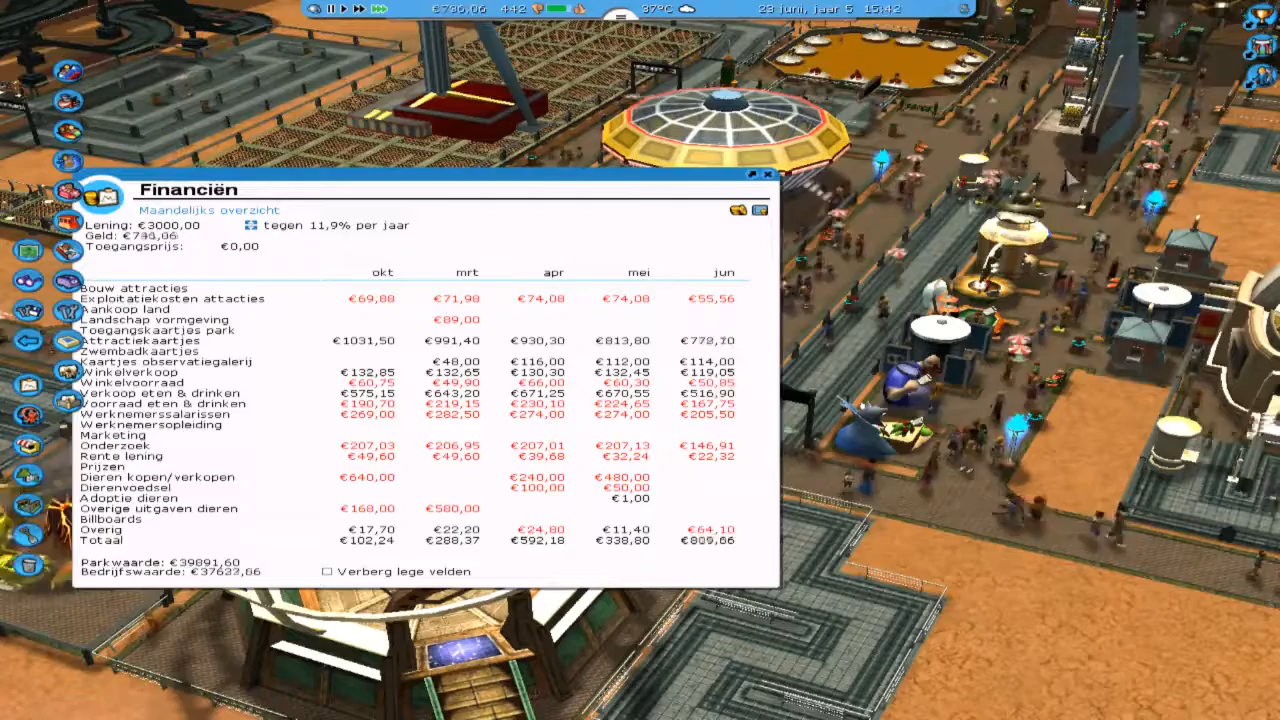 €736,06 442 37°C 23 juni, jaar 5 15:42
Financiën
Maandelijks overzicht
Lening: €3000,00 tegen 11,9% per jaar
Geld: €736,06
Toegangsprijs: €0,00
okt mrt apr mei jun
Bouw attracties
Exploitatiekosten attacties €69,88 €71,98 €74,08 €74,08 €55,56
Aankoop land
Landschap vormgeving €89,00
Toegangskaartjes park
Attractiekaartjes €1031,50 €991,40 €930,30 €813,80
Zwembadkaartjes
Kaartjes observatiegalerij €48,00 €116,00 €112,00 €114,00
Winkelverkoop €132,85 €132,65 €130,30 €132,45 €119,05
Winkelvoorraad €60,75 €49,90 €66,00 €60,30 €50,85
Verkoop eten & drinken €575,15 €643,20 €671,25 €670,55 €516,90
Voorraad eten & drinken €190,70 €219,15 €230,10 €224,65 €167,75
Werknemerssalarissen €269,00 €282,50 €274,00 €274,00 €205,50
Werknemersopleiding
Marketing
Onderzoek €207,03 €206,95 €207,01 €207,13 €146,91
Rente lening €49,60 €49,60 €39,68 €32,24 €22,32
Prijzen
Dieren kopen/verkopen €640,00 €240,00 €480,00
Dierenvoedsel €100,00 €50,00
Adoptie dieren €1,00
Overige uitgaven dieren €168,00 €580,00
Billboards
Overig €17,70 €22,20 €24,80 €11,40 €64,10
Totaal €102,24 €288,37 €592,18 €338,80
Parkwaarde: €39891,60
Bedrijfswaarde:
Verberg lege velden